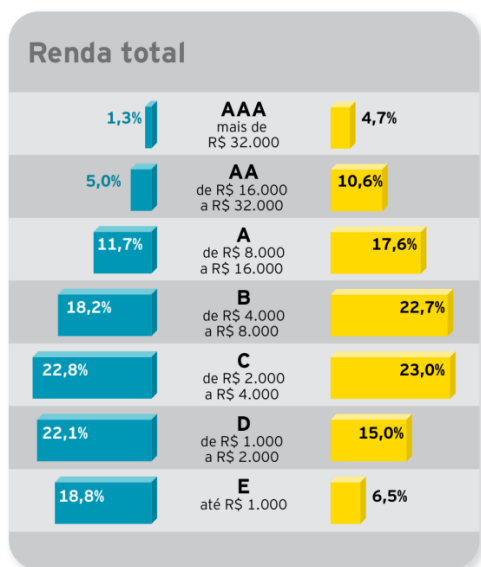 Renda total
1,3%
AAA
mais de
R$ 32.000
4,7%
5,0%
AA
de R$ 16.000
a R$ 32.000
10,6%
11,7%
A
de R$ 8.000
a R$ 16.000
17,6%
18,2%
B
de R$ 4.000
a R$ 8.000
22,7%
22,8%
C
de R$ 2.000
a R$ 4.000
23,0%
22,1%
D
de R$ 1.000
a R$ 2.000
15,0%
18,8%
E
até R$ 1.000
6,5%